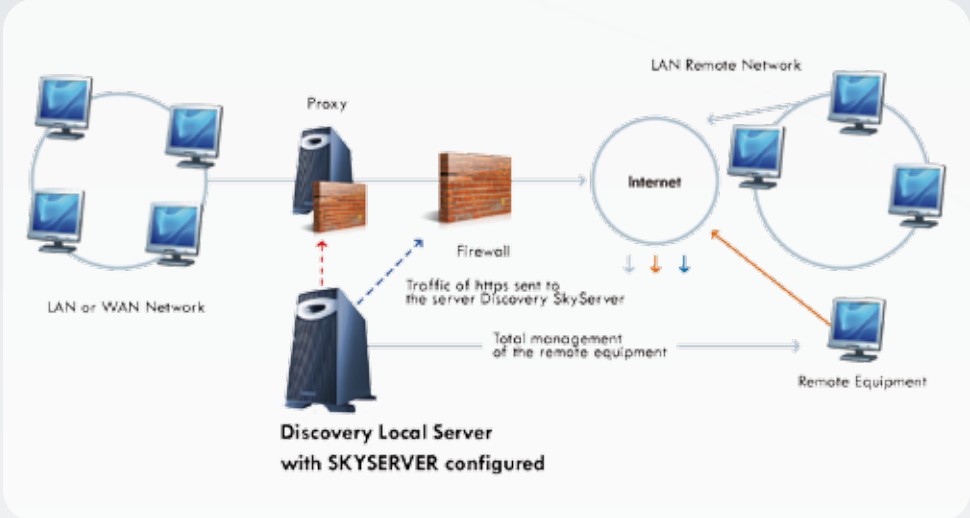 LAN Remote Network
Proxy
Internet
Firewall
Traffic of https sent to
the server Discovery SkyServer
LAN or WAN Network
Total management
of the remote equipment
Remote Equipment
Discovery Local Server
with SKYSERVER configured